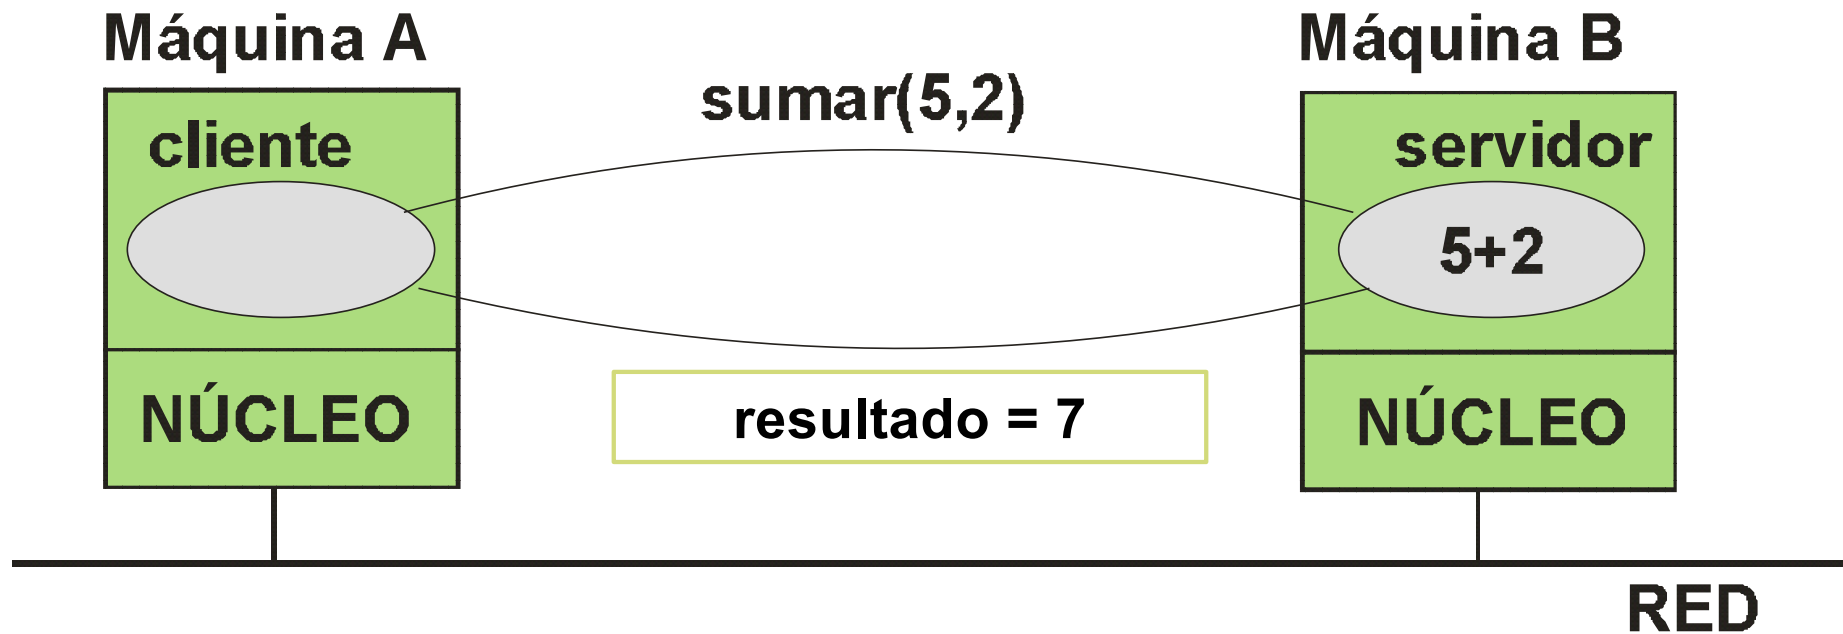 Máquina A
Máquina B
sumar(5,2)
cliente
servidor
5+2
resultado = 7
NÚCLEO
NÚCLEO
RED